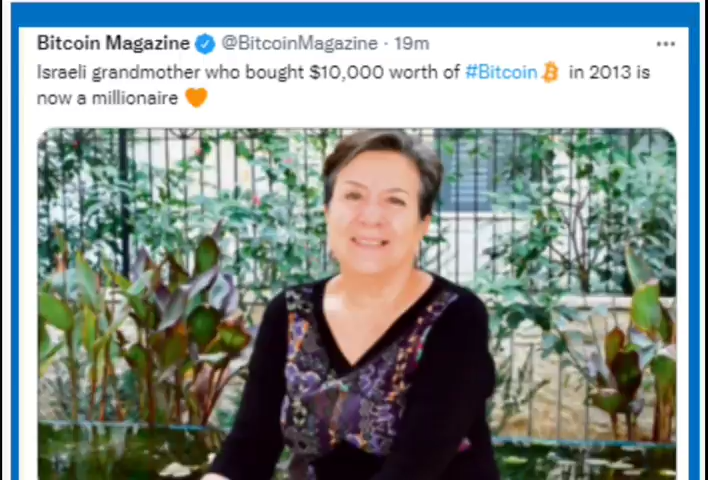 Bitcoin Magazine @BitcoinMagazine · 19m
Israeli grandmother who bought $10,000 worth of #Bitcoin in 2013 is
now a millionaire 🧡